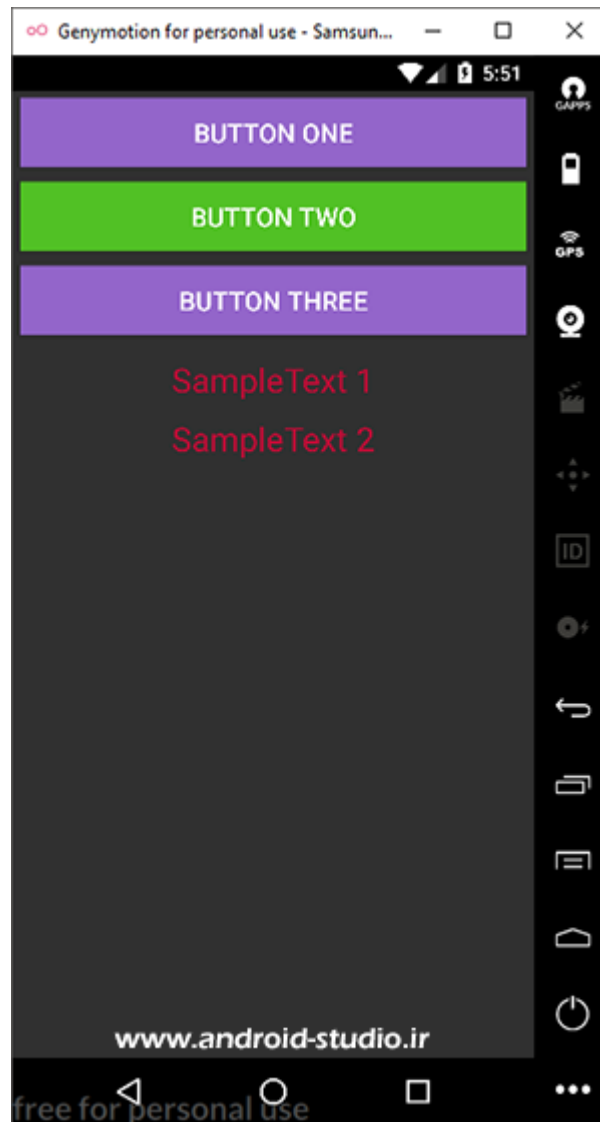 Genymotion for personal use - Samsun...
5:51
GAPPS
BUTTON ONE
BUTTON TWO
GPS
BUTTON THREE
SampleText 1
SampleText 2
ID
www.android-studio.ir
free for personal use